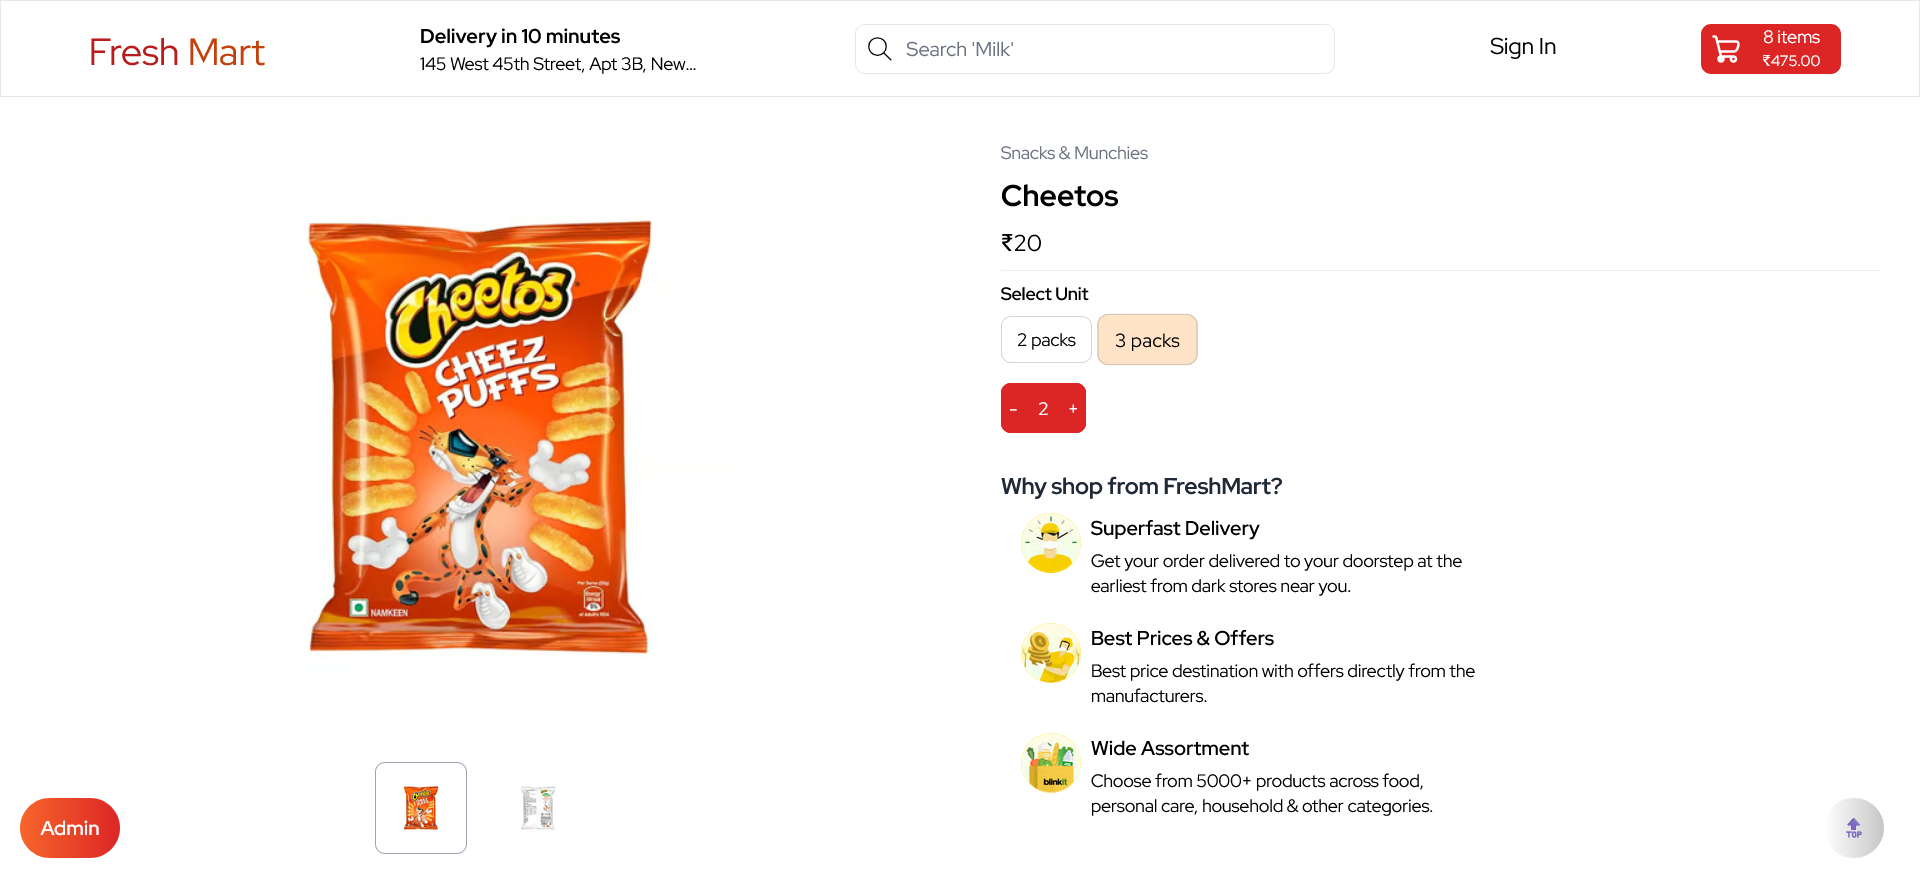 Fresh Mart
Delivery in 10 minutes
145 West 45th Street, Apt 3B, New...
Search 'Milk'
Sign In
8 items
₹475.00
Snacks & Munchies
Cheetos
₹20
Select Unit
2 packs
3 packs
- 2 +
Cheetos
CHEEZ
PUFFS
NAMKEEN
Why shop from FreshMart?
Superfast Delivery
Get your order delivered to your doorstep at the
earliest from dark stores near you.
Best Prices & Offers
Best price destination with offers directly from the
manufacturers.
blinkit
Wide Assortment
Choose from 5000+ products across food,
personal care, household & other categories.
Admin
TOP